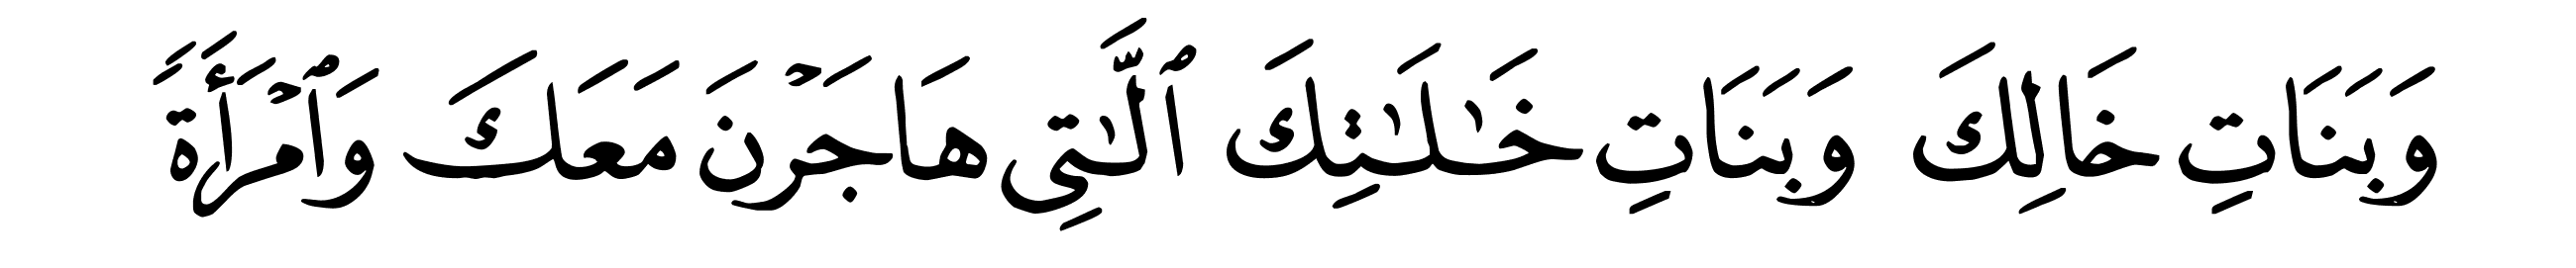 وَبَنَاتِ خَالِكَ وَبَنَاتِ خَٰلَٰتِكَ ٱلَّٰتِى هَاجَرۡنَ مَعَكَ وَٱمۡرَأَةً